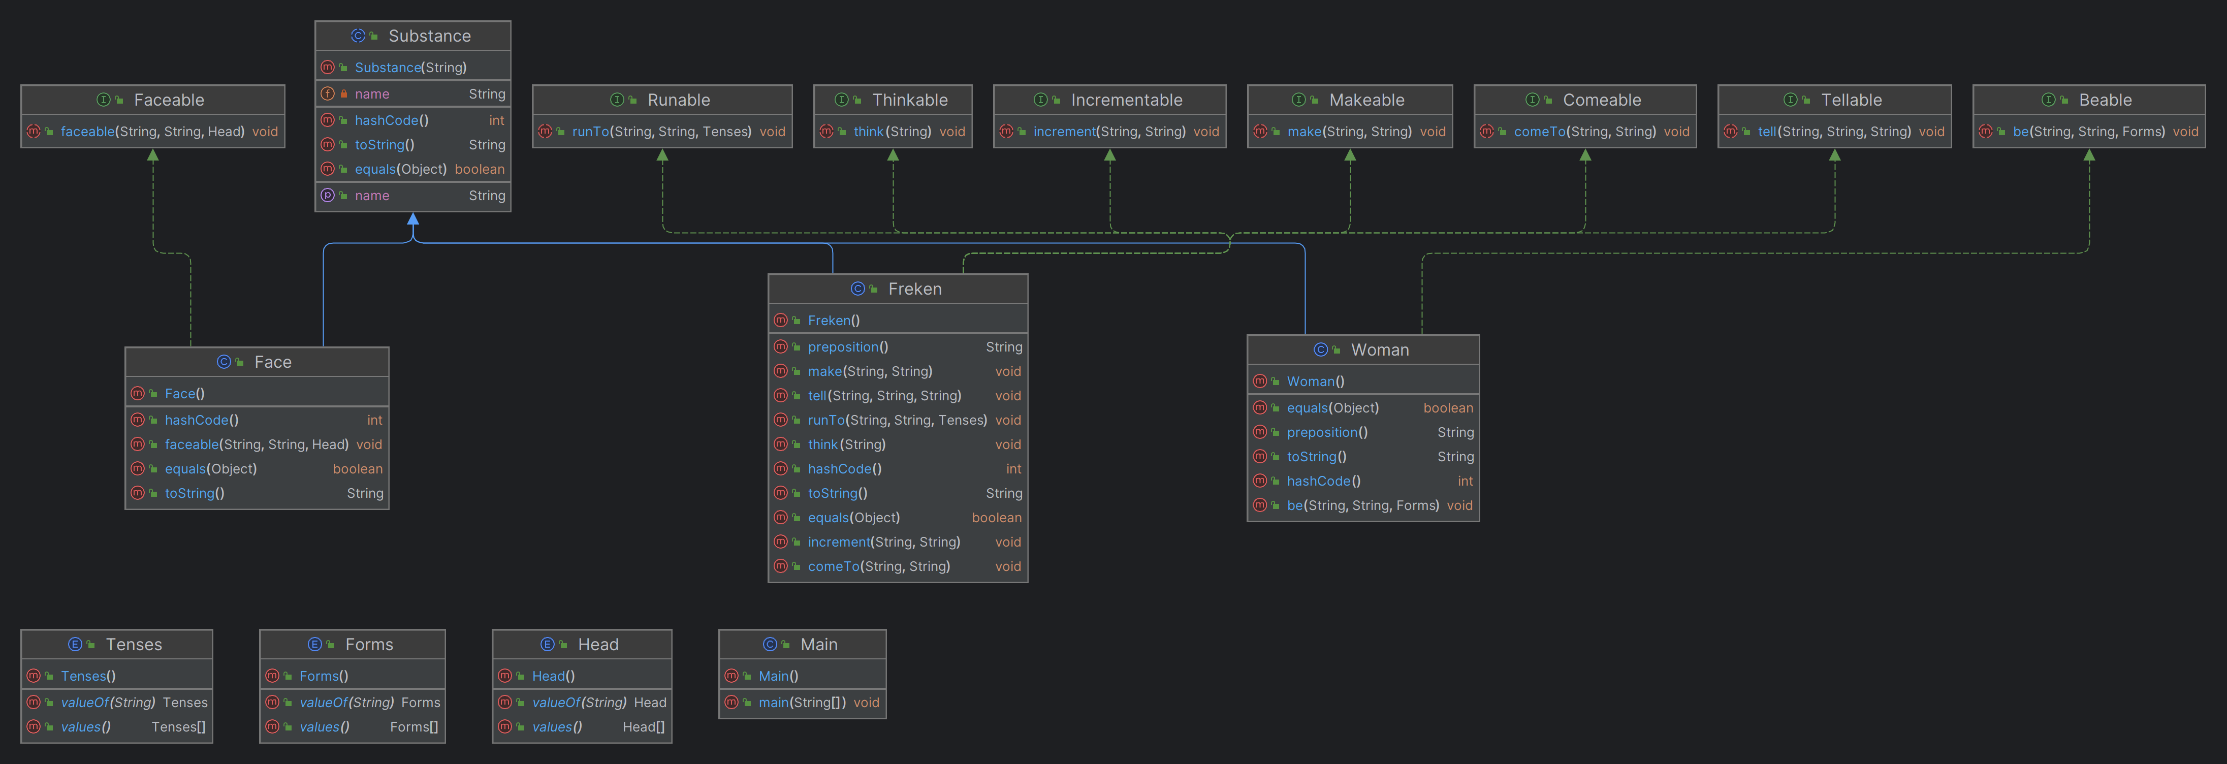 Substance
Substance(String)
name String
hashCode() int
toString() String
equals(Object) boolean
name String
Faceable
faceable(String, String, Head) void
Runable
runTo(String, String, Tenses) void
Thinkable
think(String) void
Incrementable
increment(String, String) void
Makeable
make(String, String) void
Comeable
comeTo(String, String) void
Tellable
tell(String, String, String) void
Beable
be(String, String, Forms) void
Face
Face()
hashCode() int
faceable(String, String, Head) void
equals(Object) boolean
toString() String
Freken
Freken()
preposition() String
make(String, String) void
tell(String, String, String) void
runTo(String, String, Tenses) void
think(String) void
hashCode() int
toString() String
equals(Object) boolean
increment(String, String) void
comeTo(String, String) void
Woman
Woman()
equals(Object) boolean
preposition() String
toString() String
hashCode() int
be(String, String, Forms) void
Tenses
Tenses()
valueOf(String) Tenses
values() Tenses[]
Forms
Forms()
valueOf(String) Forms
values() Forms[]
Head
Head()
valueOf(String) Head
values() Head[]
Main
Main()
main(String[]) void